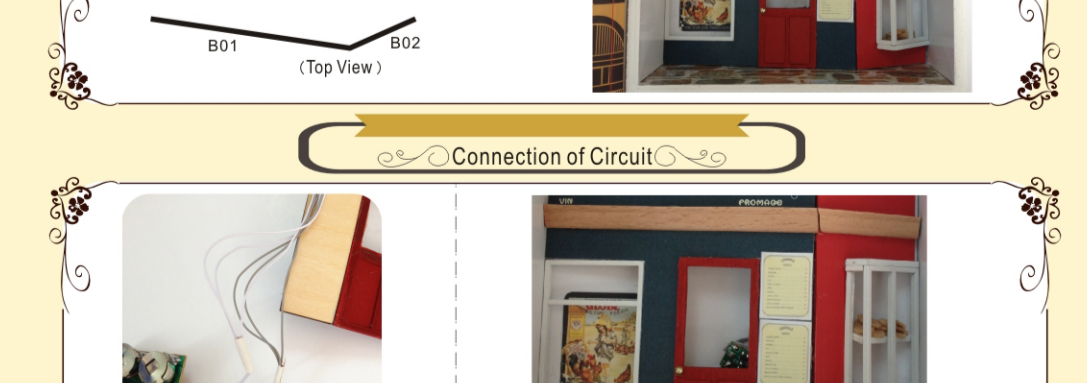 B01
B02
(Top View)
Connection of Circuit
VIN
FROMAGE